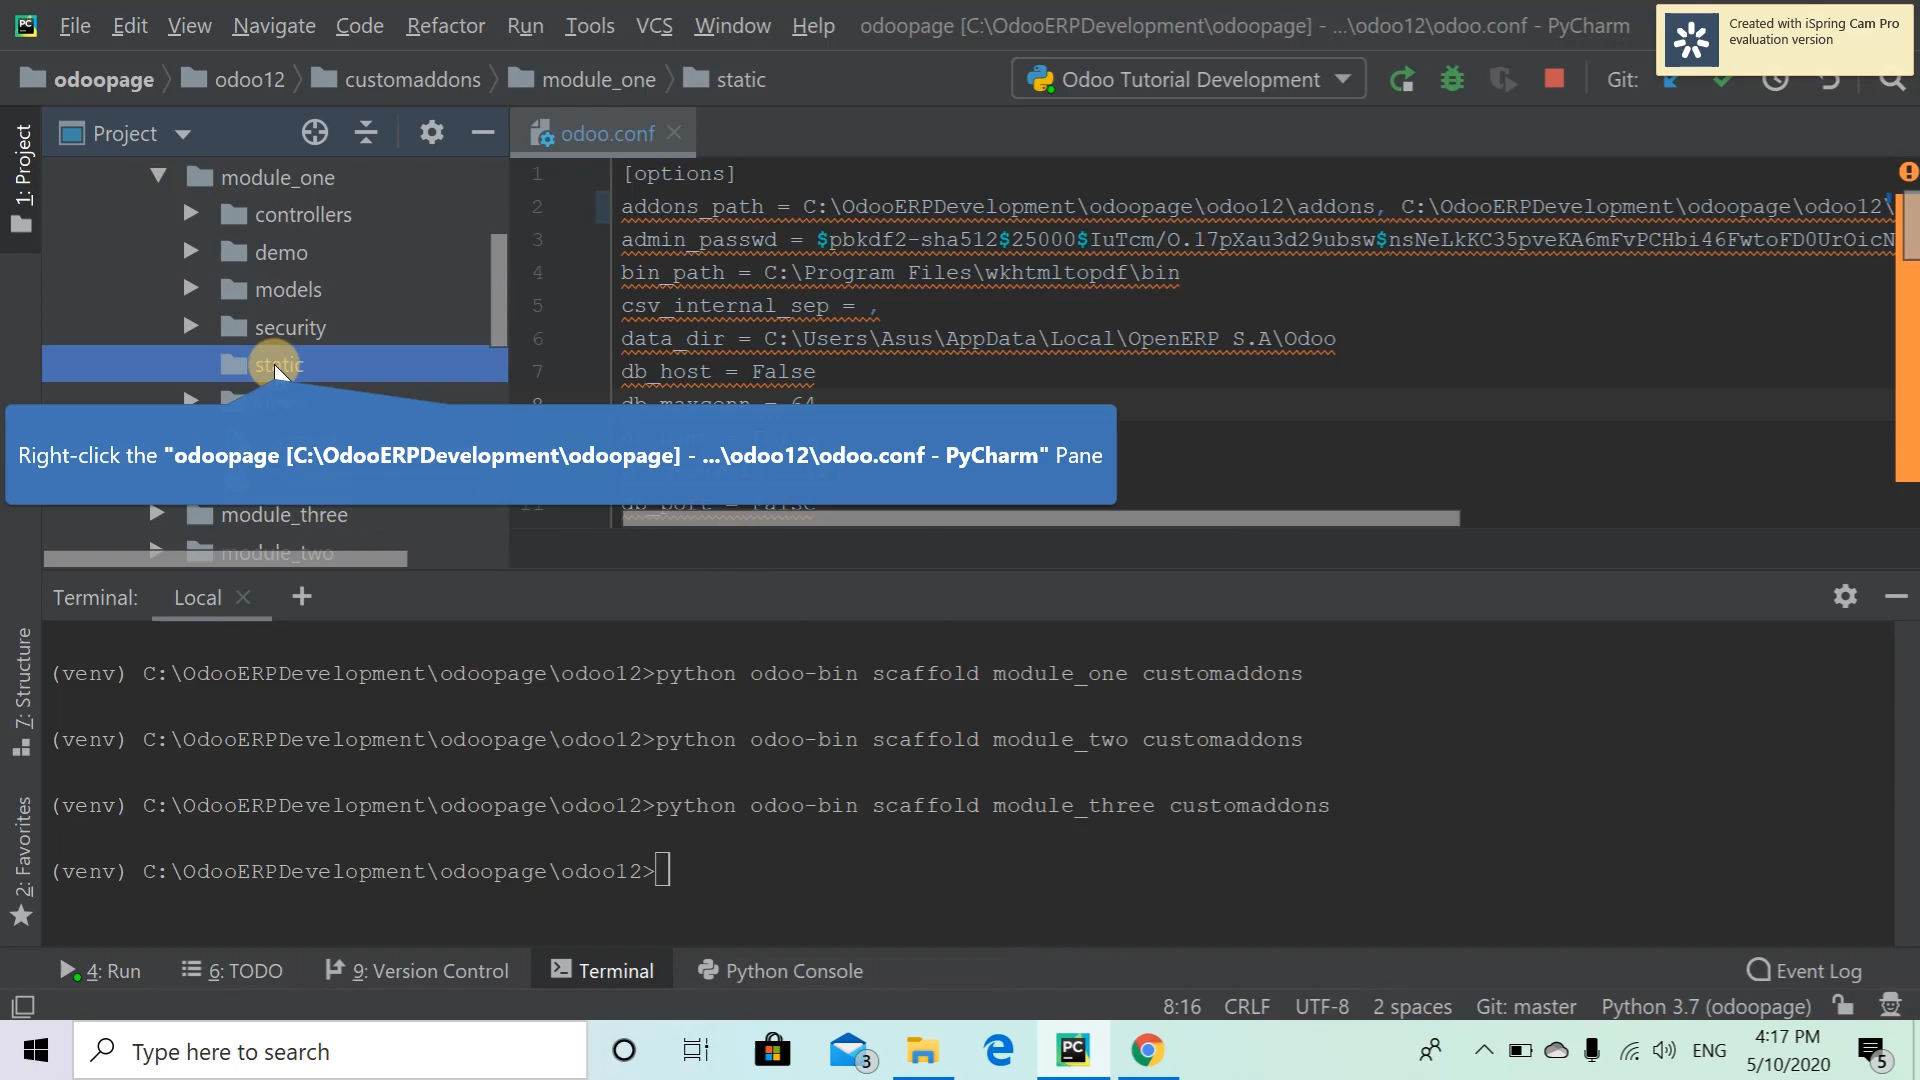 File Edit View Navigate Code Refactor Run Tools VCS Window Help odoopage [C:\OdooERPDevelopment\odoopage] - ...\odoo12\odoo.conf - PyCharm
Created with iSpring Cam Pro
evaluation version
odoopage odoo12 customaddons module_one static Odoo Tutorial Development Git:
1: Project
Project
odoo.conf
module_one
controllers
demo
models
security
static
module_three
module_two
1 [options]
2 addons_path = C:\OdooERPDevelopment\odoopage\odoo12\addons, C:\OdooERPDevelopment\odoopage\odoo12\
3 admin_passwd = $pbkdf2-sha512$25000$IuTcm/O.17pXau3d29ubsw$nsNeLkKC35pveKA6mFvPCHbi46FwtoFD0UrOicN
4 bin_path = C:\Program Files\wkhtmltopdf\bin
5 csv_internal_sep = ,
6 data_dir = C:\Users\Asus\AppData\Local\OpenERP S.A\Odoo
7 db_host = False
8 db_maxconn = 64
11 db_port = False
Right-click the "odoopage [C:\OdooERPDevelopment\odoopage] - ...\odoo12\odoo.conf - PyCharm" Pane
Terminal: Local
(venv) C:\OdooERPDevelopment\odoopage\odoo12>python odoo-bin scaffold module_one customaddons
(venv) C:\OdooERPDevelopment\odoopage\odoo12>python odoo-bin scaffold module_two customaddons
(venv) C:\OdooERPDevelopment\odoopage\odoo12>python odoo-bin scaffold module_three customaddons
(venv) C:\OdooERPDevelopment\odoopage\odoo12>
7: Structure
2: Favorites
4: Run 6: TODO 9: Version Control Terminal Python Console Event Log
8:16 CRLF UTF-8 2 spaces Git: master Python 3.7 (odoopage)
Type here to search
3
ENG
4:17 PM
5/10/2020
5